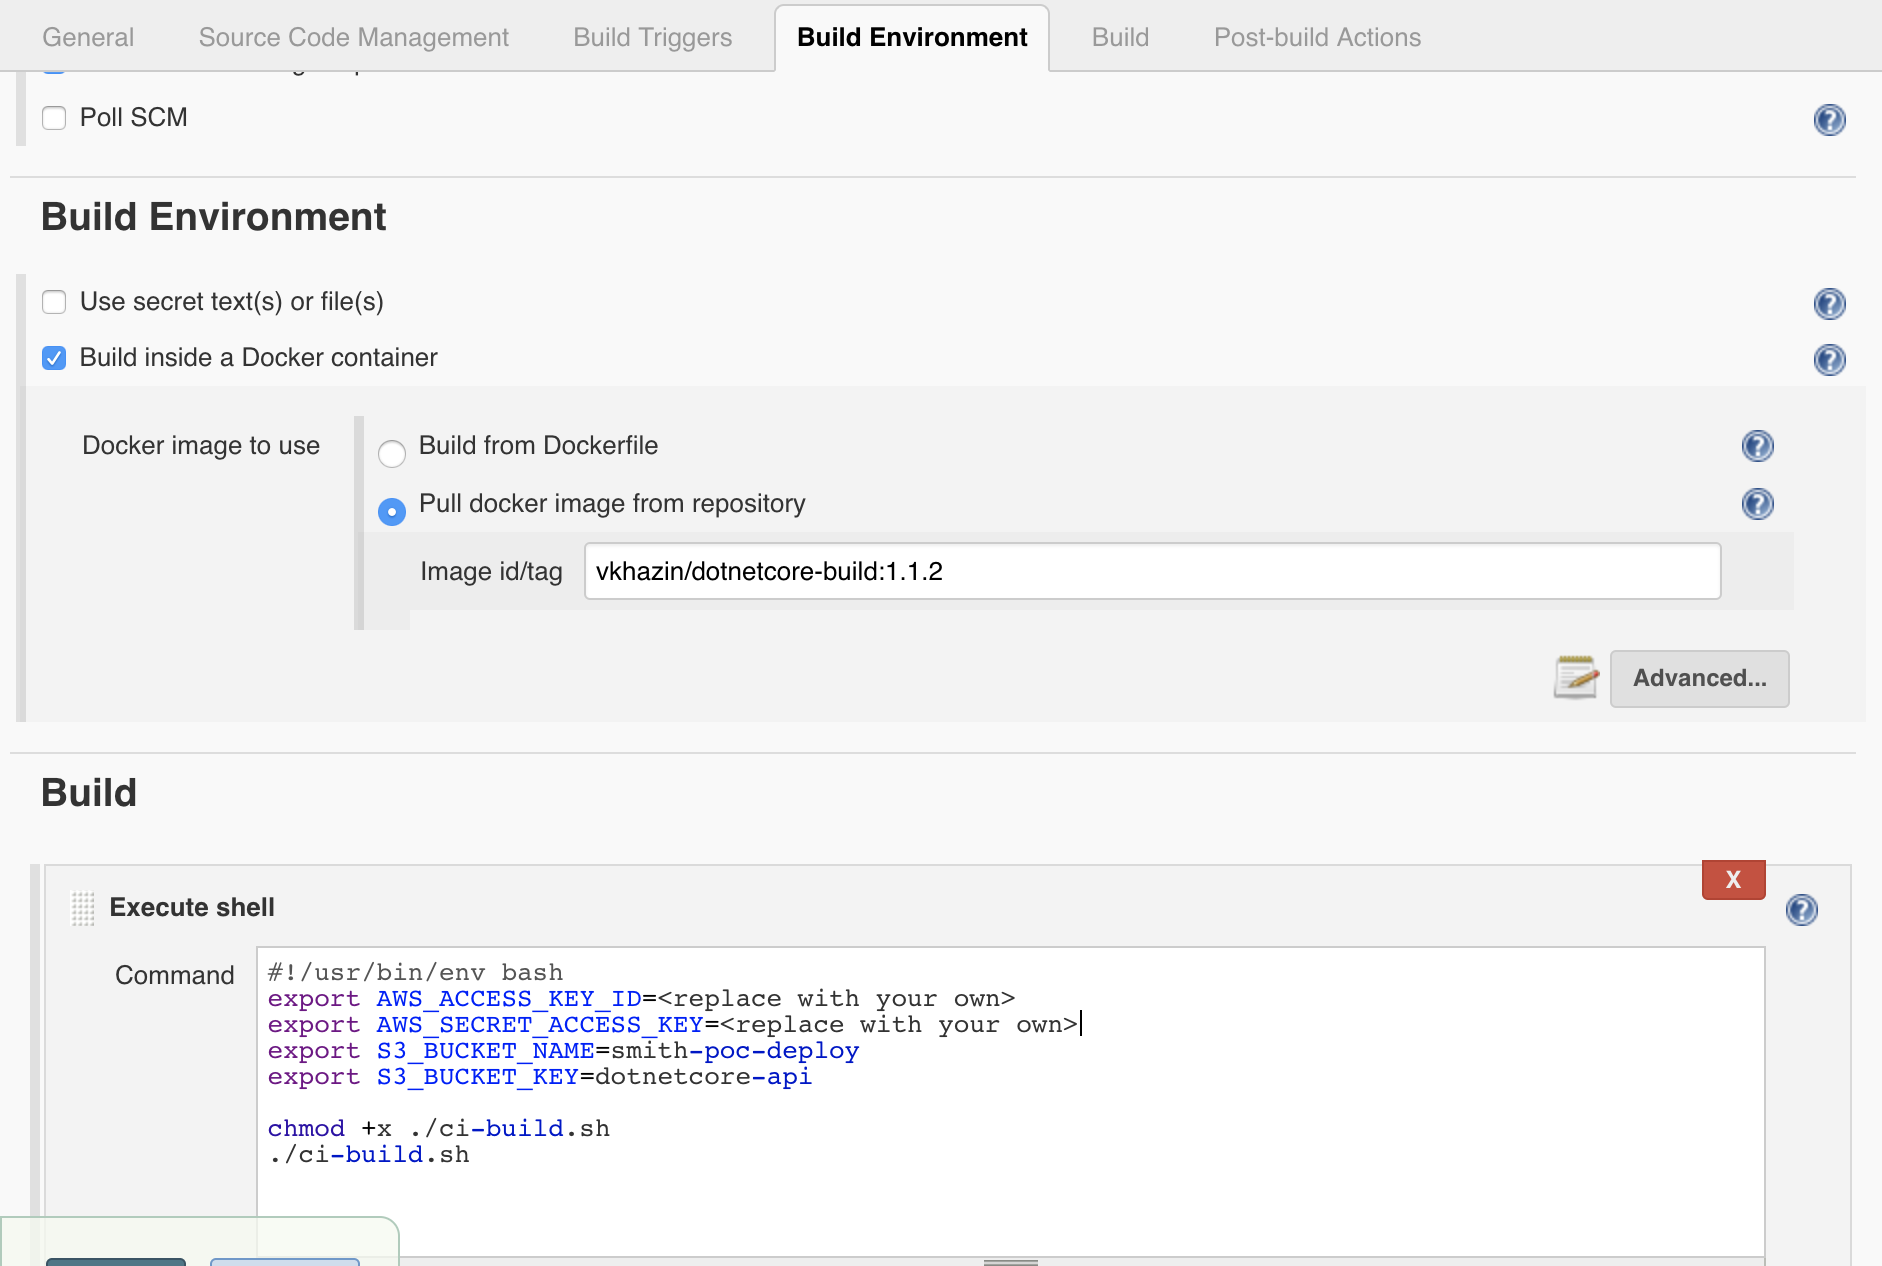 General Source Code Management Build Triggers Build Environment Build Post-build Actions
Poll SCM
Build Environment
Use secret text(s) or file(s)
Build inside a Docker container
Docker image to use
Build from Dockerfile
Pull docker image from repository
Image id/tag vkhazin/dotnetcore-build:1.1.2
Advanced...
Build
X
Execute shell
Command
#!/usr/bin/env bash
export AWS_ACCESS_KEY_ID=<replace with your own>
export AWS_SECRET_ACCESS_KEY=<replace with your own>
export S3_BUCKET_NAME=smith-poc-deploy
export S3_BUCKET_KEY=dotnetcore-api
chmod +x ./ci-build.sh
./ci-build.sh